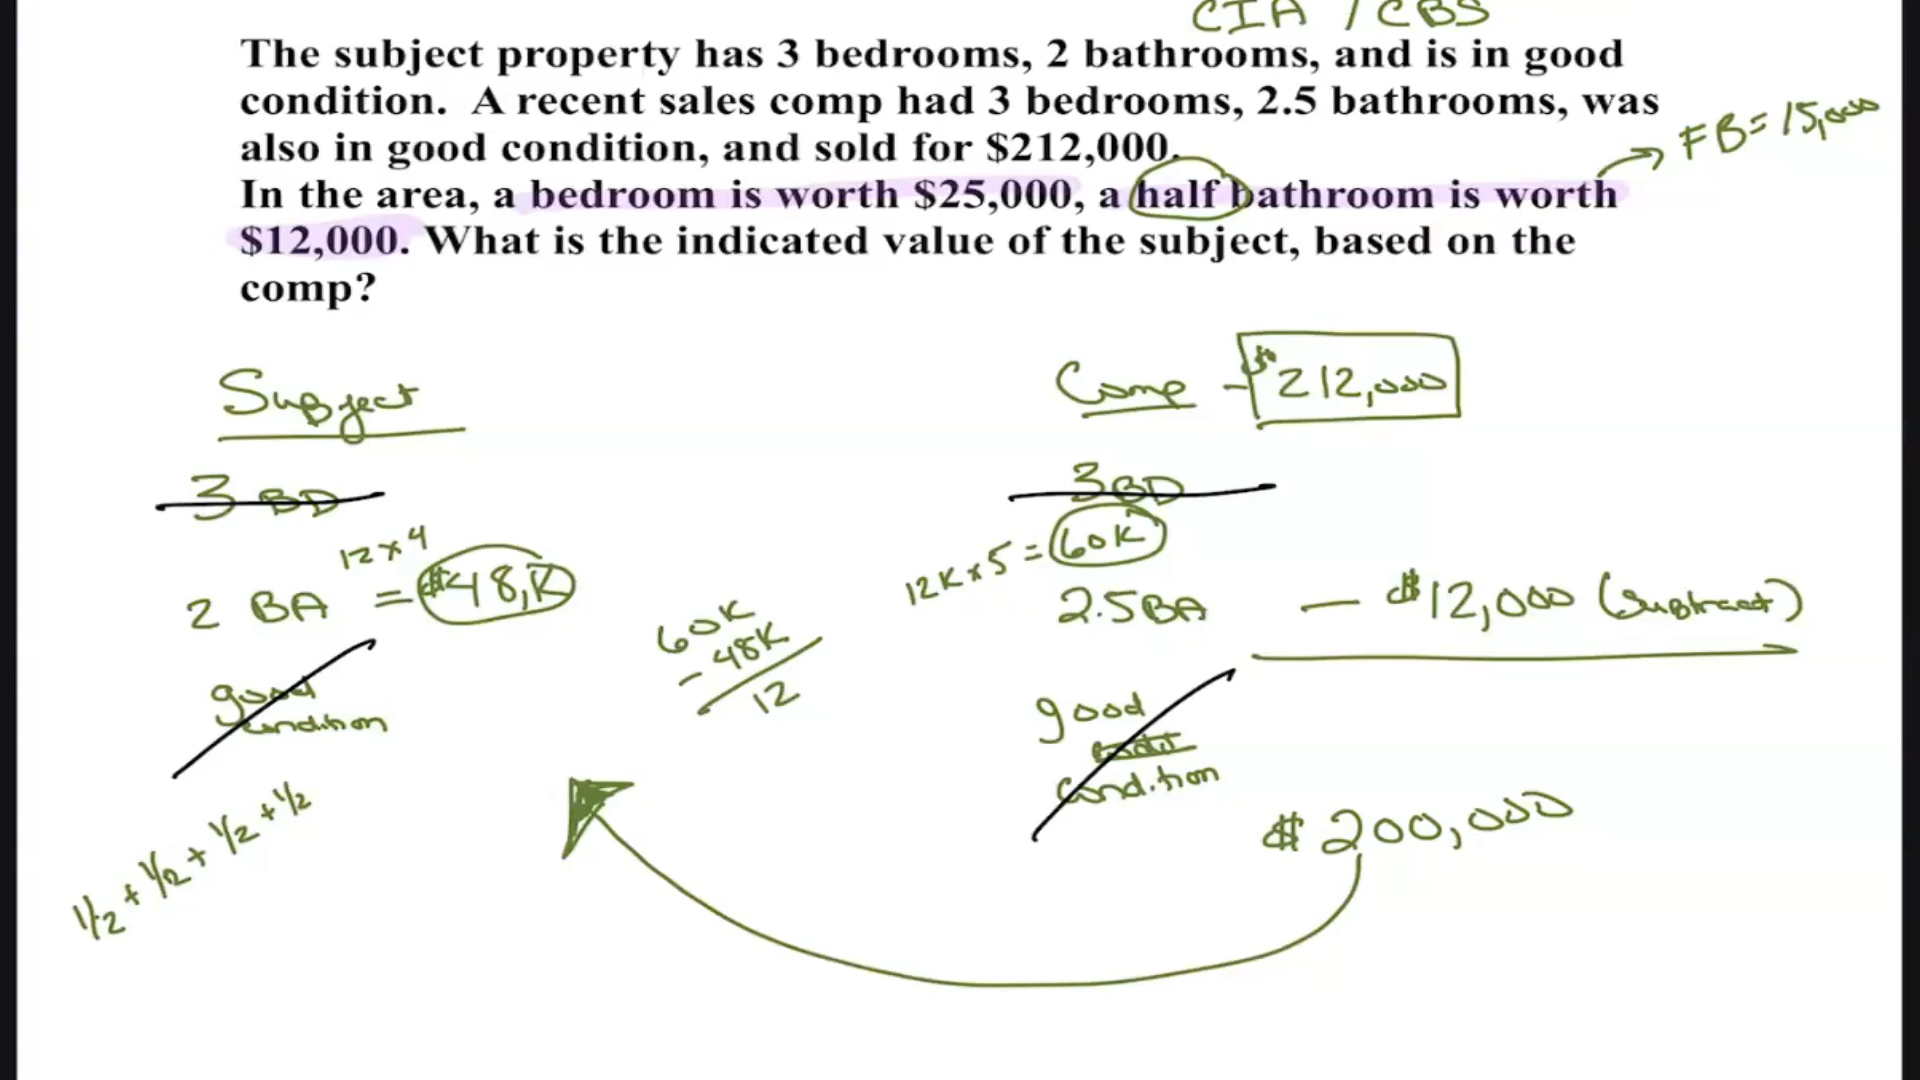 CIA / CBS
The subject property has 3 bedrooms, 2 bathrooms, and is in good
condition. A recent sales comp had 3 bedrooms, 2.5 bathrooms, was
also in good condition, and sold for $212,000.
FB=15,000
In the area, a bedroom is worth $25,000, a half bathroom is worth
$12,000. What is the indicated value of the subject, based on the
comp?
Subject
3 BD
12x4
2 BA = $48,K
good
condition
1/2 + 1/2 + 1/2 + 1/2
60K
- 48K
12
Comp - $212,000
3BD
12K x 5 = 60K
2.5BA - $12,000 (Subtract)
good
condition
$200,000